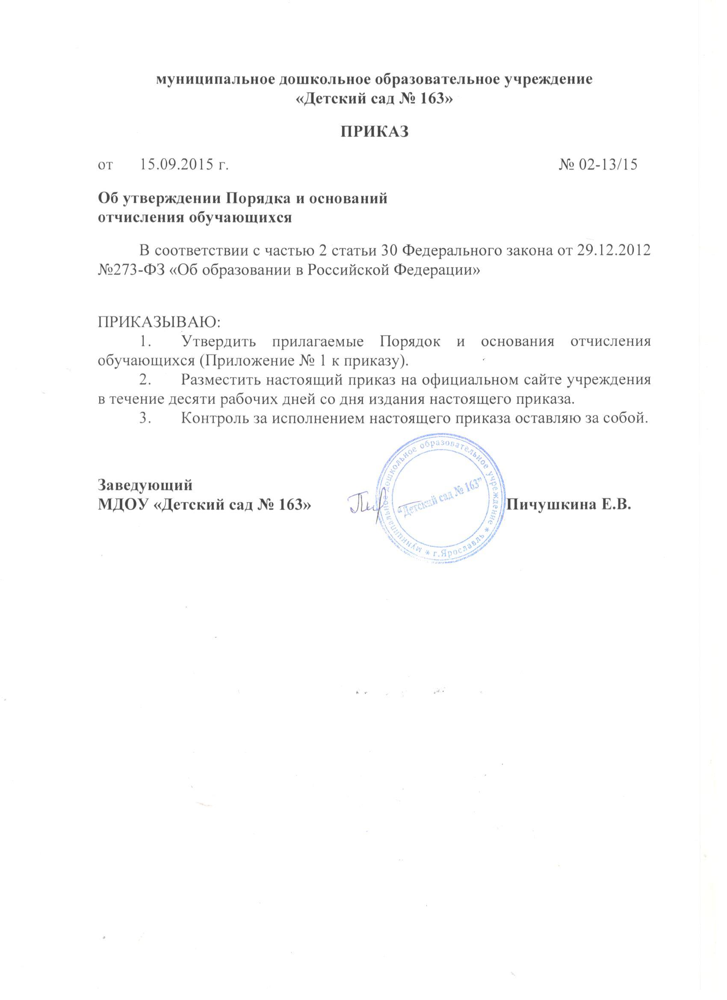 муниципальное дошкольное образовательное учреждение
«Детский сад № 163»
ПРИКАЗ
от 15.09.2015 г. № 02-13/15
Об утверждении Порядка и оснований
отчисления обучающихся
В соответствии с частью 2 статьи 30 Федерального закона от 29.12.2012
№273-ФЗ «Об образовании в Российской Федерации»
ПРИКАЗЫВАЮ:
1. Утвердить прилагаемые Порядок и основания отчисления
обучающихся (Приложение № 1 к приказу).
2. Разместить настоящий приказ на официальном сайте учреждения
в течение десяти рабочих дней со дня издания настоящего приказа.
3. Контроль за исполнением настоящего приказа оставляю за собой.
Заведующий
МДОУ «Детский сад № 163» Пичушкина Е.В.
муниципальное дошкольное образовательное учреждение * г.Ярославль *
“Детский сад № 163”